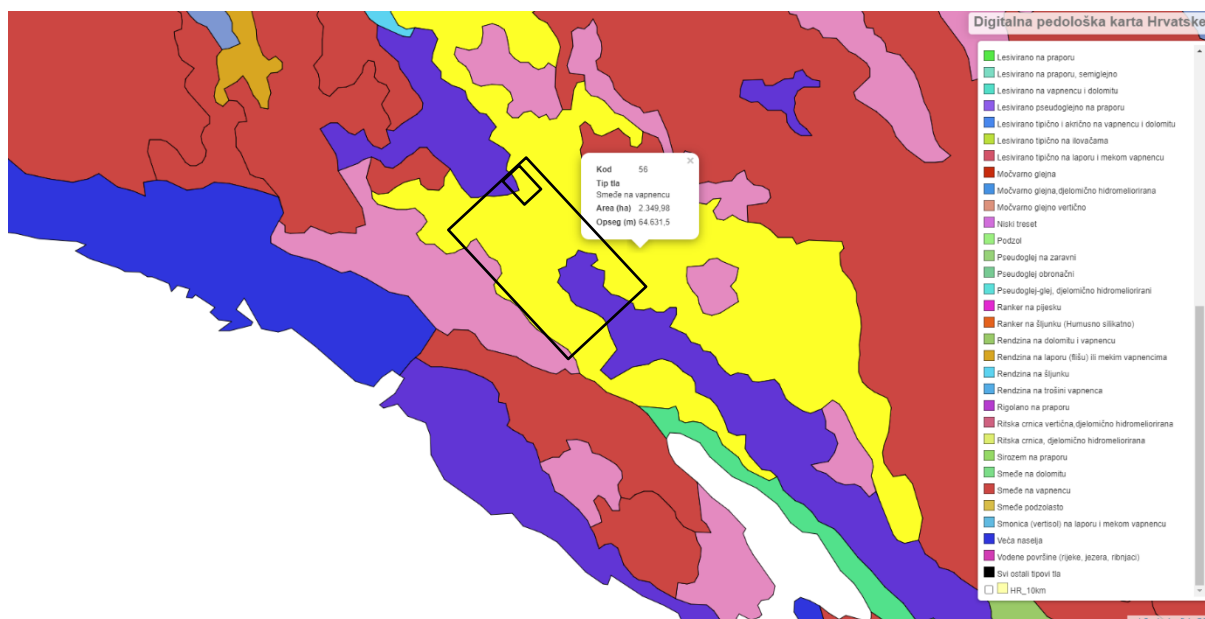 Digitalna pedološka karta Hrvatske
Kod 56
Tip tla
Smeđe na vapnencu
Area (ha) 2.349,98
Opseg (m) 64.631,5
Lesivirano na praporu
Lesivirano na praporu, semiglejno
Lesivirano na vapnencu i dolomitu
Lesivirano pseudoglejno na praporu
Lesivirano tipično i akrično na vapnencu i dolomitu
Lesivirano tipično na ilovačama
Lesivirano tipično na laporu i mekom vapnencu
Močvarno glejna
Močvarno glejna,djelomično hidromeliorirana
Močvarno glejno vertično
Niski treset
Podzol
Pseudoglej na zaravni
Pseudoglej obronačni
Pseudoglej-glej, djelomično hidromeliorirani
Ranker na pijesku
Ranker na šljunku (Humusno silikatno)
Rendzina na dolomitu i vapnencu
Rendzina na laporu (flišu) ili mekim vapnencima
Rendzina na šljunku
Rendzina na trošini vapnenca
Rigolano na praporu
Ritska crnica vertična,djelomično hidromeliorirana
Ritska crnica, djelomično hidromeliorirana
Sirozem na praporu
Smeđe na dolomitu
Smeđe na vapnencu
Smeđe podzolasto
Smonica (vertisol) na laporu i mekom vapnencu
Veća naselja
Vodene površine (rijeke, jezera, ribnjaci)
Svi ostali tipovi tla
HR_10km